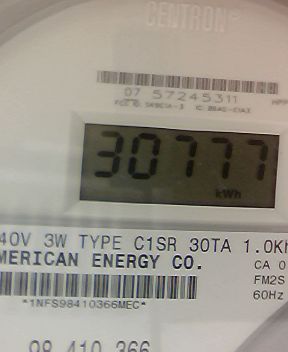 CENTRON®
07 57245311
30777
kWh
40V 3W TYPE C1SR 30TA 1.0Kh
MERICAN ENERGY CO.
CA 0
FM2S
60Hz
*1NFS98410366MEC*
98 410 366